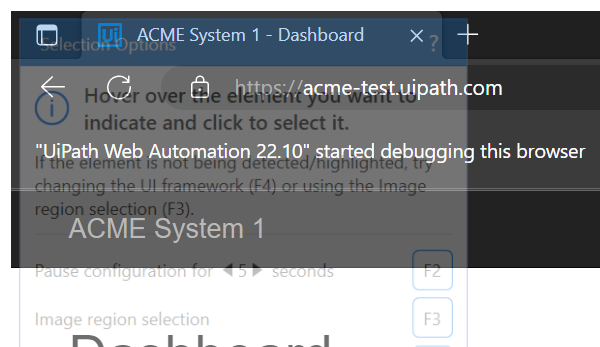 ACME System 1 - Dashboard
Selection Options ?
https://acme-test.uipath.com
Hover over the element you want to
indicate and click to select it.
"UiPath Web Automation 22.10" started debugging this browser
If the element is not being detected/highlighted, try
changing the UI framework (F4) or using the Image
region selection (F3).
ACME System 1
Pause configuration for 5 seconds F2
Image region selection F3
Dashboard